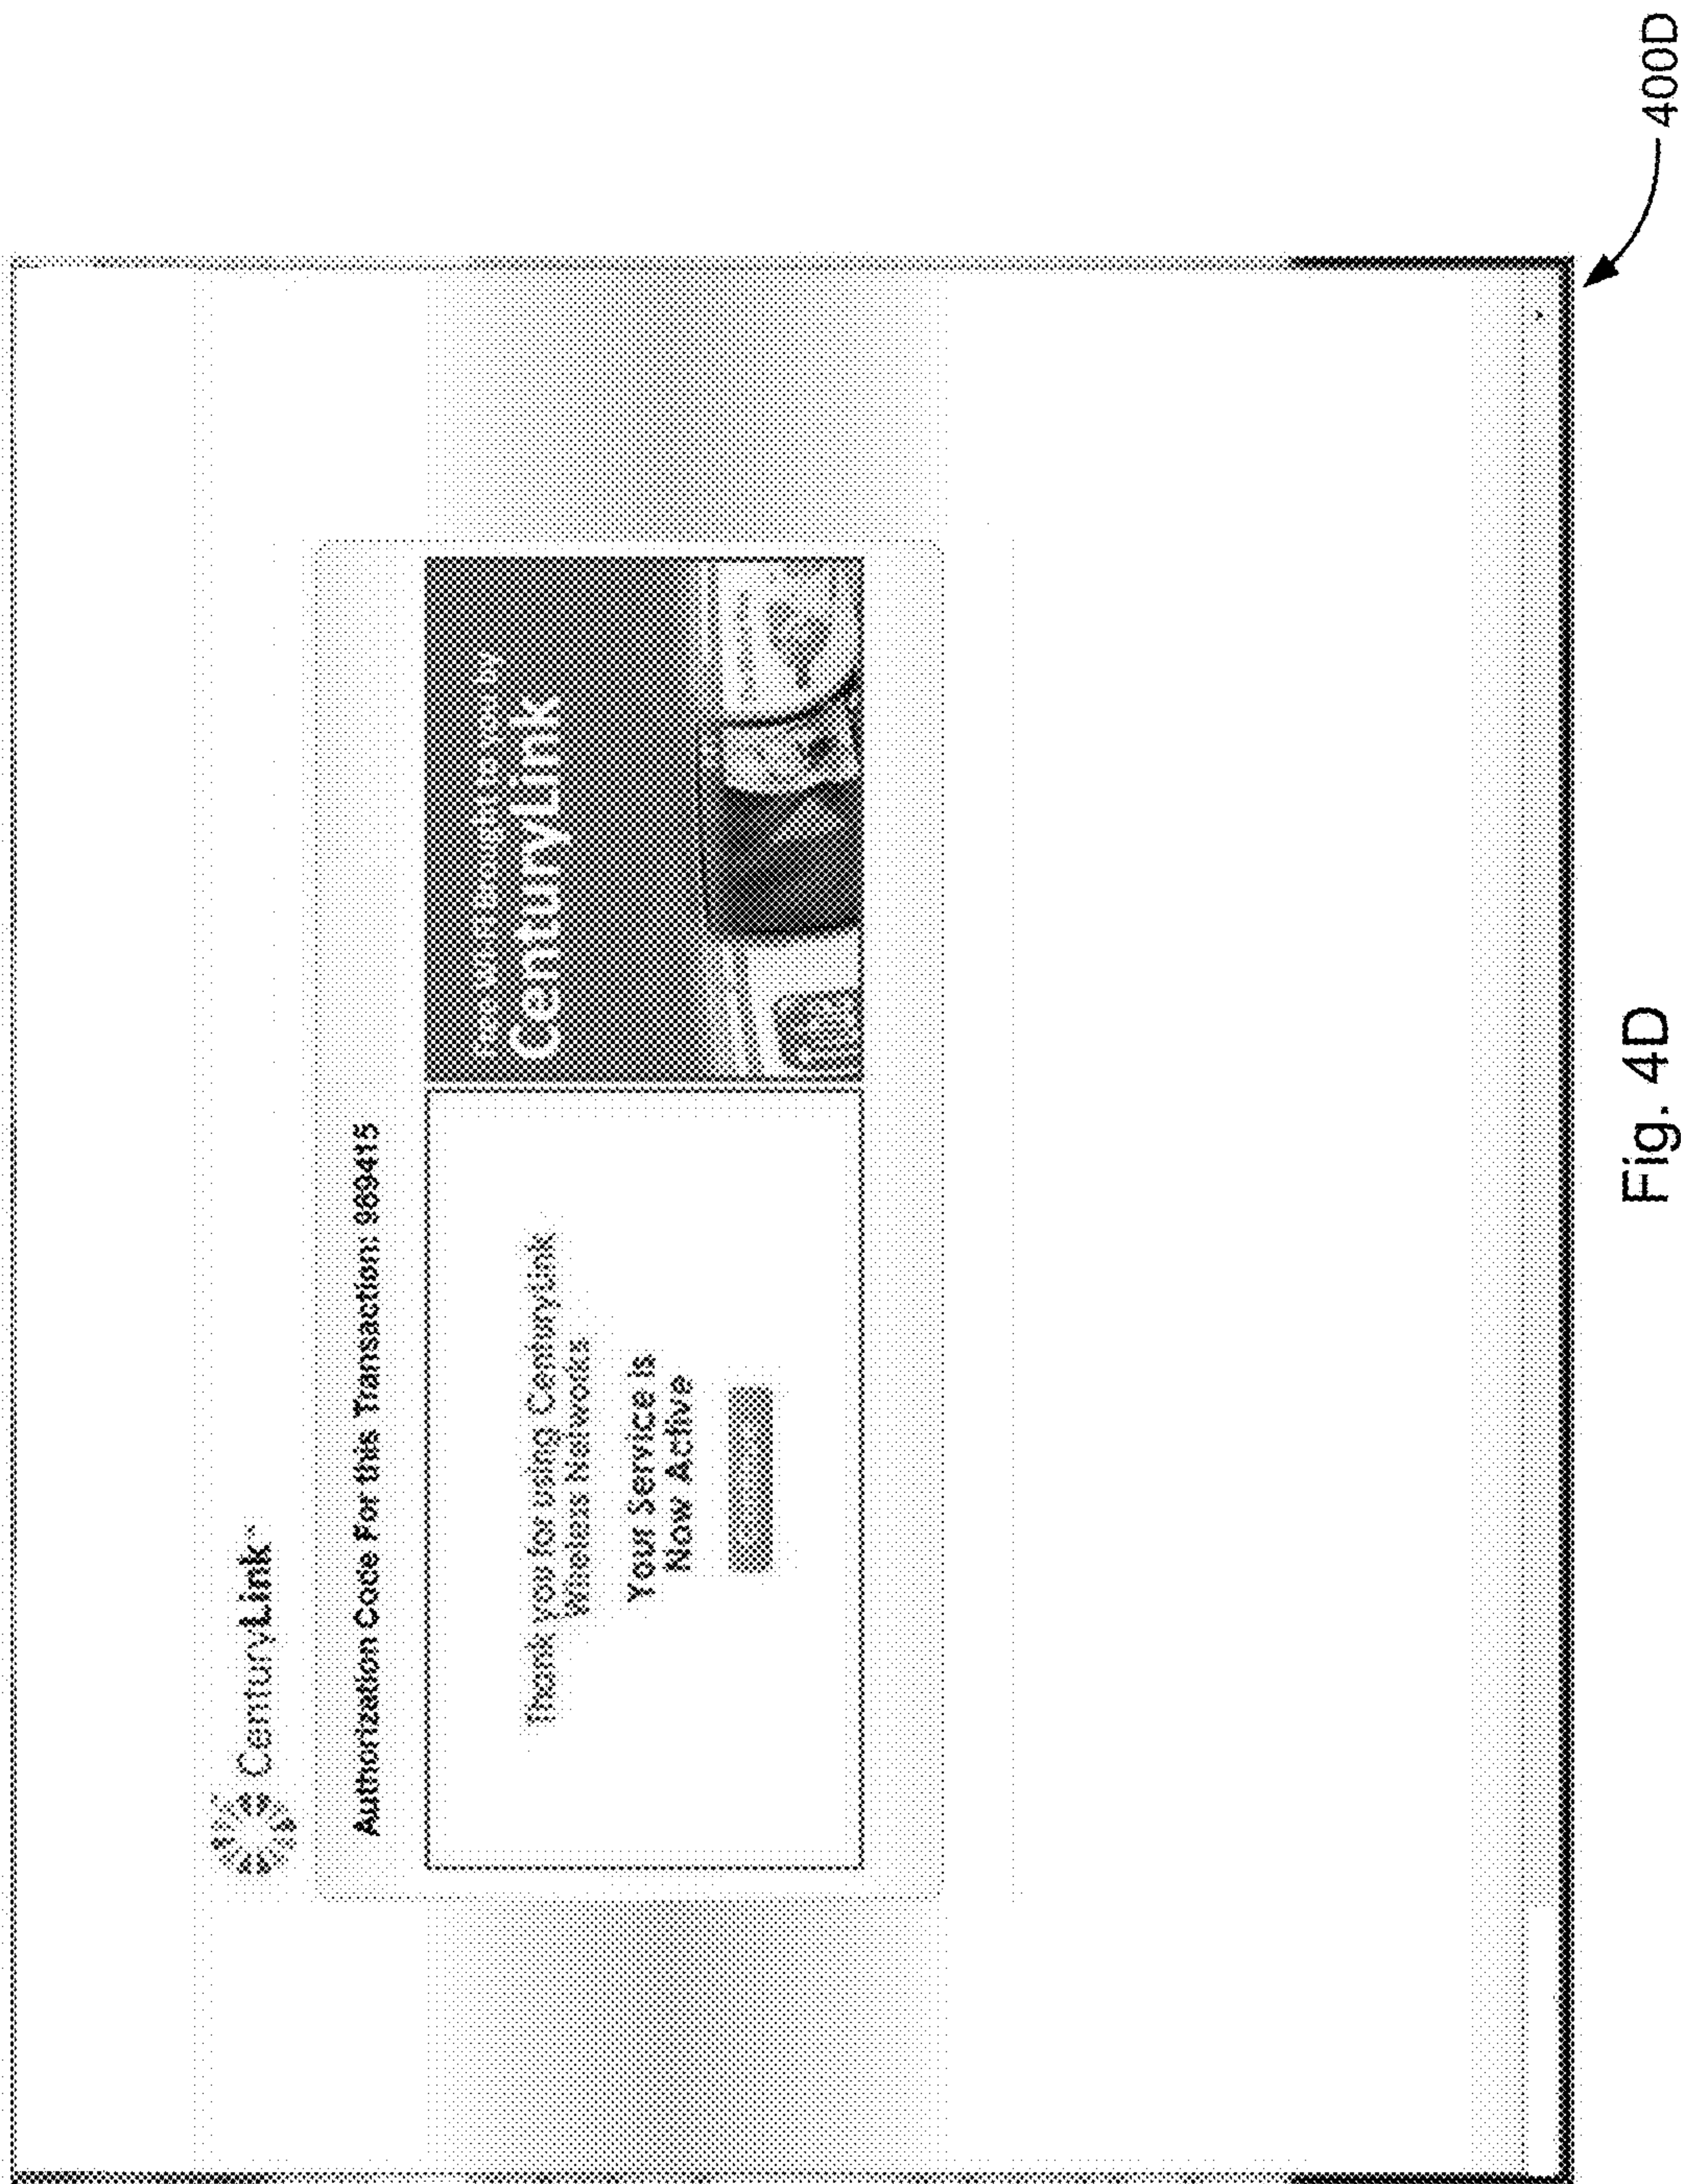 CenturyLink™
Authorization Code For this Transaction: 969415
Thank you for using CenturyLink
Wireless Networks
Your Service is
Now Active
CenturyLink
400D
Fig. 4D